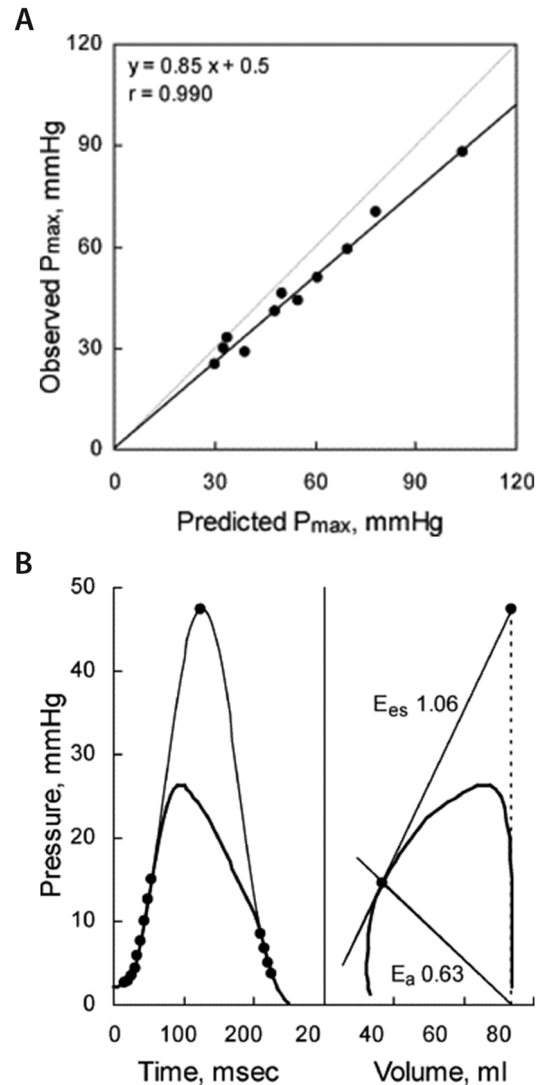 A
120
90
60
30
0
y = 0.85 x + 0.5
r = 0.990
Observed Pmax, mmHg
0 30 60 90 120
Predicted Pmax, mmHg
B
50
40
30
20
10
0
Pressure, mmHg
Ees 1.06
Ea 0.63
0 100 200 20 40 60 80
Time, msec Volume, ml